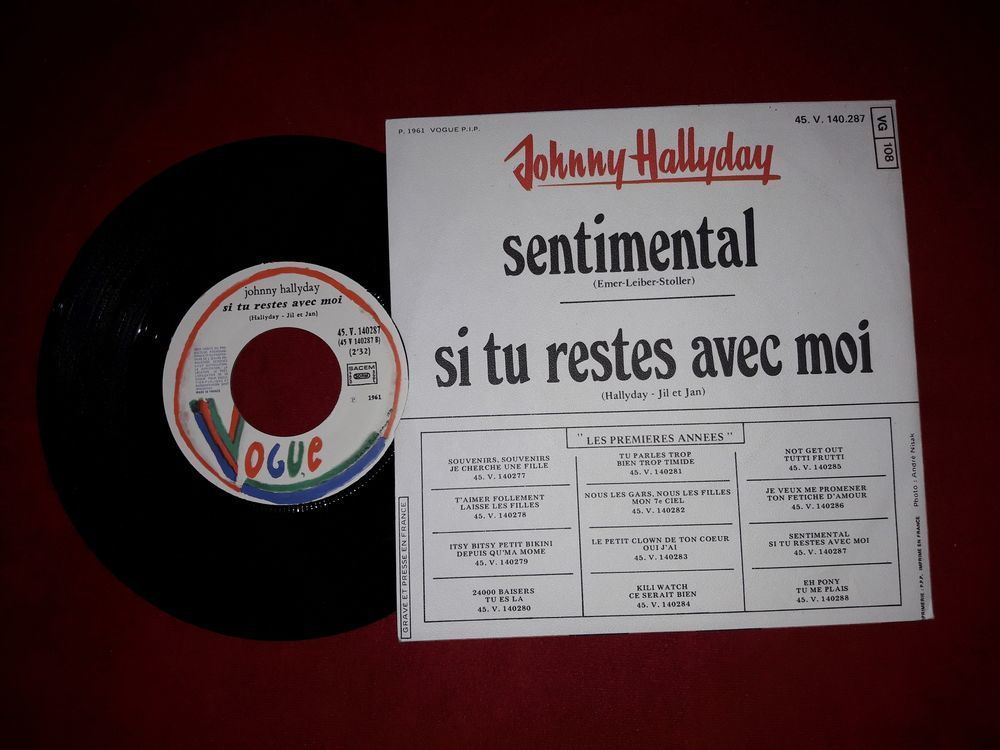 johnny hallyday
si tu restes avec moi
(Hallyday - Jil et Jan)
45. V. 140287
(45 V 140287 B)
(2'32)
SACEM
P. 1961
VOGUE
P. 1961 VOGUE P.I.P.
45. V. 140.287
VG 108
Johnny Hallyday
sentimental
(Emer-Leiber-Stoller)
si tu restes avec moi
(Hallyday - Jil et Jan)
" LES PREMIERES ANNEES "
SOUVENIRS, SOUVENIRS
JE CHERCHE UNE FILLE
45. V. 140277
T'AIMER FOLLEMENT
LAISSE LES FILLES
45. V. 140278
ITSY BITSY PETIT BIKINI
DEPUIS QU'MA MOME
45. V. 140279
24000 BAISERS
TU ES LA
45. V. 140280
TU PARLES TROP
BIEN TROP TIMIDE
45. V. 140281
NOUS LES GARS, NOUS LES FILLES
MON 7e CIEL
45. V. 140282
LE PETIT CLOWN DE TON COEUR
OUI J'AI
45. V. 140283
KILI WATCH
CE SERAIT BIEN
45. V. 140284
NOT GET OUT
TUTTI FRUTTI
45. V. 140285
JE VEUX ME PROMENER
TON FETICHE D'AMOUR
45. V. 140286
SENTIMENTAL
SI TU RESTES AVEC MOI
45. V. 140287
EH PONY
TU ME PLAIS
45. V. 140288
GRAVE ET PRESSE EN FRANCE
Photo : André Nisak
PRIMERIE : P.P.P. IMPRIME EN FRANCE